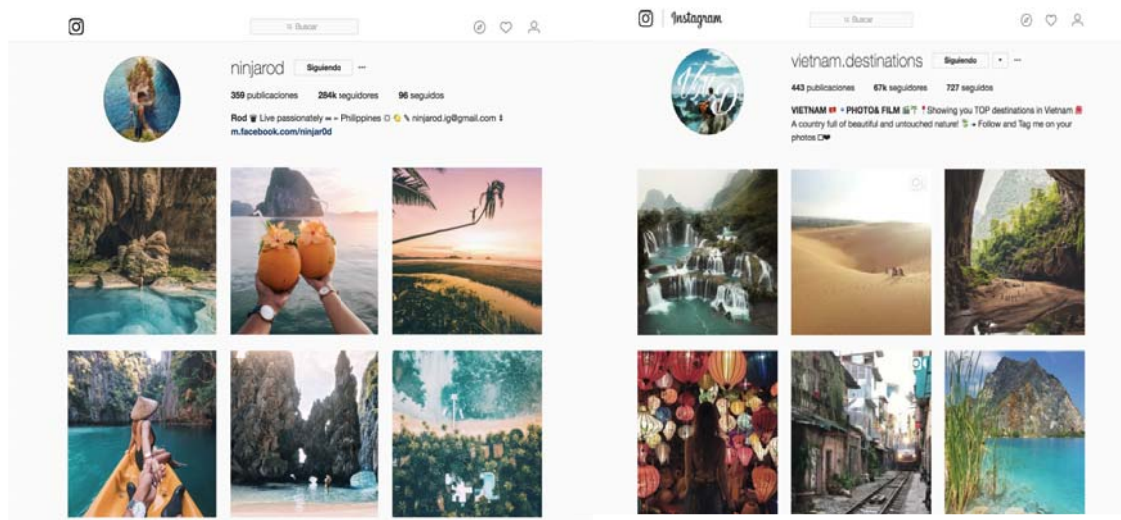 Buscar
ninjarod Siguiendo •••
359 publicaciones 284k seguidores 96 seguidos
Rod Live passionately Philippines ninjarod.ig@gmail.com
m.facebook.com/ninjar0d
Instagram
Buscar
vietnam.destinations Siguiendo •••
443 publicaciones 67k seguidores 727 seguidos
VIETNAM PHOTO& FILM Showing you TOP destinations in Vietnam
A country full of beautiful and untouched nature! Follow and Tag me on your
photos
VND